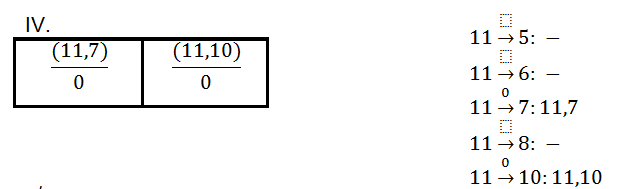 IV.
(11,7) (11,10)
0 0
11 → 5: −
11 → 6: −
0
11 → 7: 11,7
11 → 8: −
0
11 → 10: 11,10